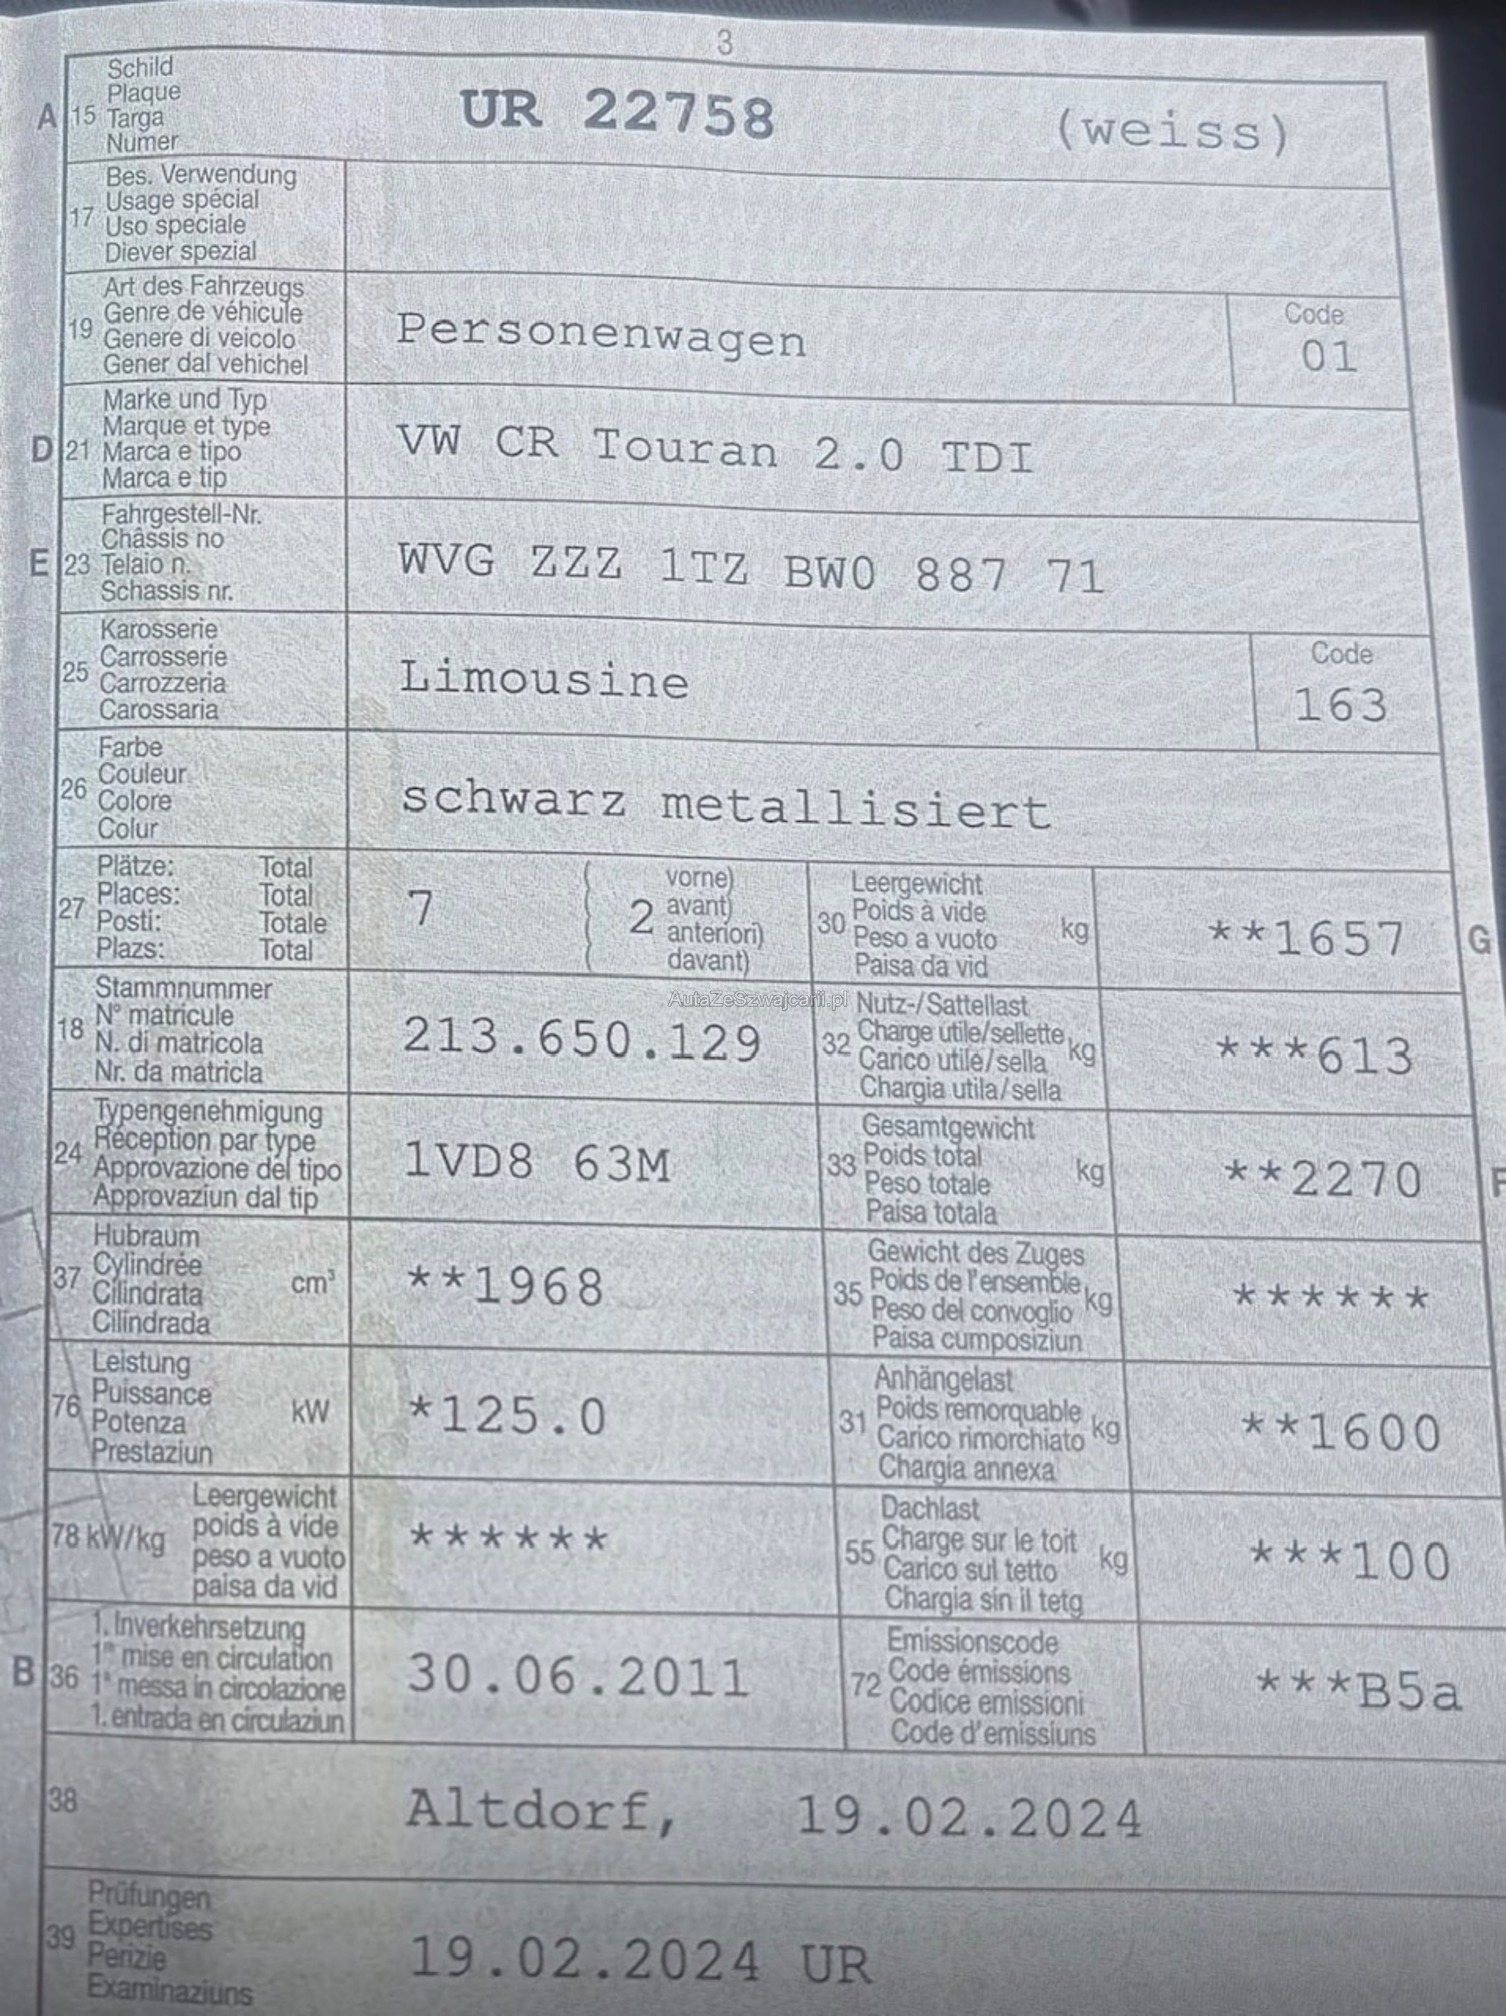 3
A 15 Schild
Plaque
Targa
Numer
UR 22758 (weiss)
17 Bes. Verwendung
Usage spécial
Uso speciale
Diever spezial
19 Art des Fahrzeugs
Genre de véhicule
Genere di veicolo
Gener dal vehichel
Personenwagen
Code
01
D 21 Marke und Typ
Marque et type
Marca e tipo
Marca e tip
VW CR Touran 2.0 TDI
E 23 Fahrgestell-Nr.
Châssis no
Telaio n.
Schassis nr.
WVG ZZZ 1TZ BW0 887 71
25 Karosserie
Carrosserie
Carrozzeria
Carossaria
Limousine
Code
163
26 Farbe
Couleur
Colore
Colur
schwarz metallisiert
27 Plätze: Total
Places: Total
Posti: Totale
Plazs: Total
7
2 vorne)
avant)
anteriori)
davant)
30 Leergewicht
Poids à vide
Peso a vuoto
Paisa da vid
kg
**1657
G
18 Stammnummer
N° matricule
N. di matricola
Nr. da matricla
213.650.129
AutaZeSzwajcarii.pl
32 Nutz-/Sattellast
Charge utile/sellette
Carico utile/sella
Chargia utila/sella
kg
***613
24 Typengenehmigung
Réception par type
Approvazione del tipo
Approvaziun dal tip
1VD8 63M
33 Gesamtgewicht
Poids total
Peso totale
Paisa totala
kg
**2270
F
37 Hubraum
Cylindrée
Cilindrata
Cilindrada
cm³
**1968
35 Gewicht des Zuges
Poids de l'ensemble
Peso del convoglio
Paisa cumposiziun
kg
******
76 Leistung
Puissance
Potenza
Prestaziun
kW
*125.0
31 Anhängelast
Poids remorquable
Carico rimorchiato
Chargia annexa
kg
**1600
78 kW/kg Leergewicht
poids à vide
peso a vuoto
paisa da vid
******
55 Dachlast
Charge sur le toit
Carico sul tetto
Chargia sin il tetg
kg
***100
B 36 1. Inverkehrsetzung
1re mise en circulation
1a messa in circolazione
1. entrada en circulaziun
30.06.2011
72 Emissionscode
Code émissions
Codice emissioni
Code d'emissiuns
***B5a
38 Altdorf, 19.02.2024
39 Prüfungen
Expertises
Perizie
Examinaziuns
19.02.2024 UR